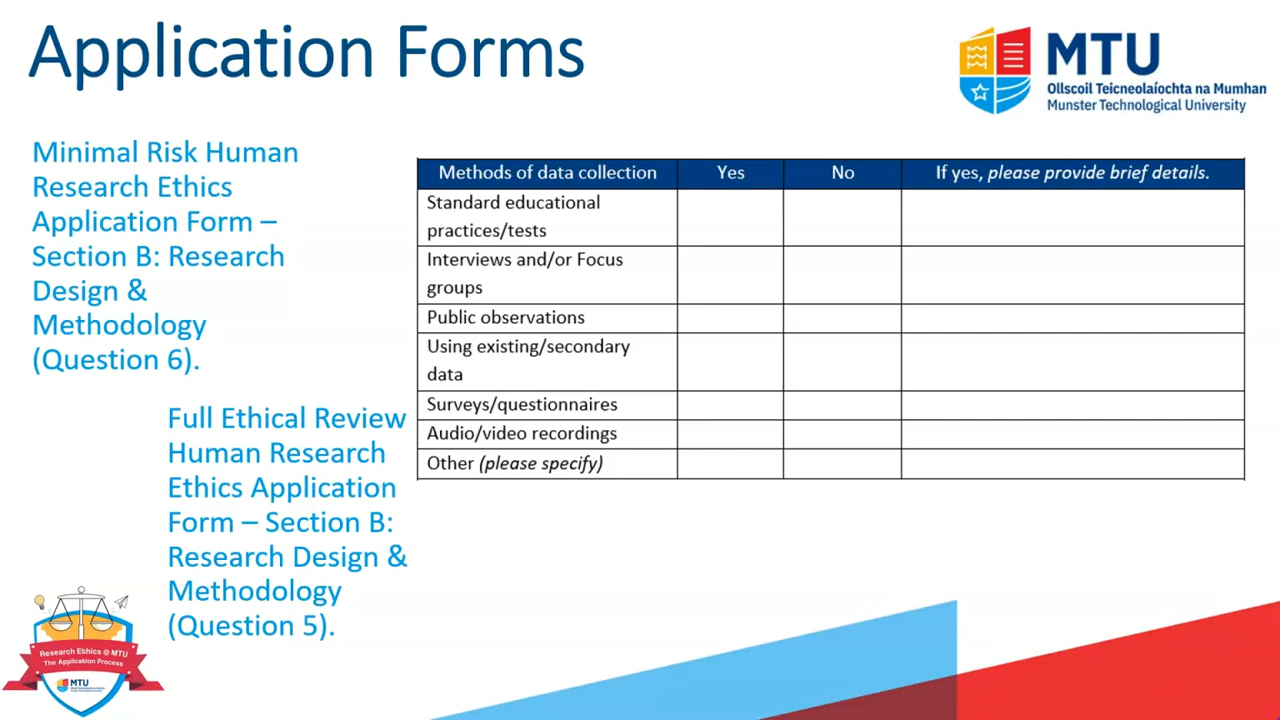 Application Forms
MTU
Ollscoil Teicneolaíochta na Mumhan
Munster Technological University
Minimal Risk Human
Research Ethics
Application Form –
Section B: Research
Design &
Methodology
(Question 6).
Full Ethical Review
Human Research
Ethics Application
Form – Section B:
Research Design &
Methodology
(Question 5).
Methods of data collection Yes No If yes, please provide brief details.
Standard educational
practices/tests
Interviews and/or Focus
groups
Public observations
Using existing/secondary
data
Surveys/questionnaires
Audio/video recordings
Other (please specify)
Research Ethics @ MTU
The Application Process
MTU